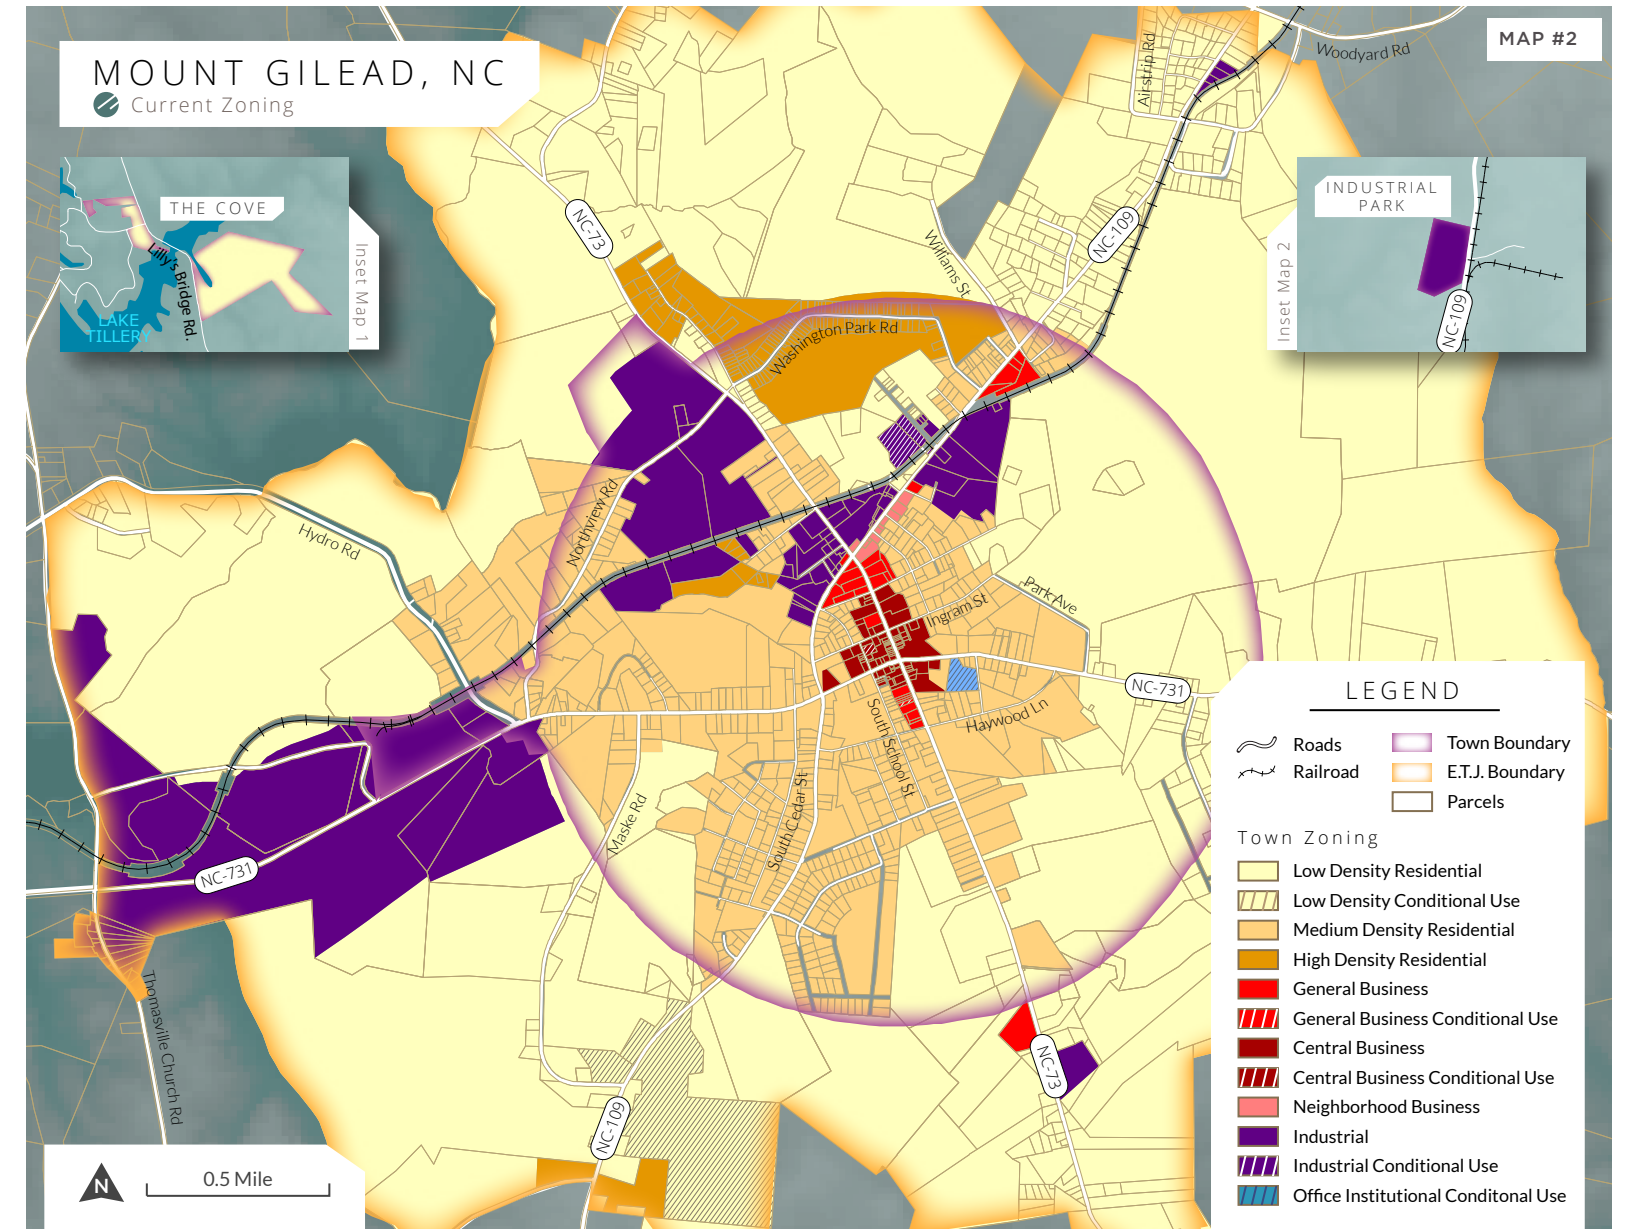 MOUNT GILEAD, NC
Current Zoning
MAP #2
Woodyard Rd
Airstrip Rd
THE COVE
Lilly's Bridge Rd.
LAKE
TILLERY
Inset Map 1
NC-73
Williams St
NC-109
INDUSTRIAL
PARK
NC-109
Inset Map 2
Washington Park Rd
Northview Rd
Hydro Rd
Park Ave
Ingram St
NC-731
Haywood Ln
South School St
South Cedar St
Maske Rd
NC-731
Thomasville Church Rd
NC-73
NC-109
N
0.5 Mile
LEGEND
Roads
Railroad
Town Boundary
E.T.J. Boundary
Parcels
Town Zoning
Low Density Residential
Low Density Conditional Use
Medium Density Residential
High Density Residential
General Business
General Business Conditional Use
Central Business
Central Business Conditional Use
Neighborhood Business
Industrial
Industrial Conditional Use
Office Institutional Conditonal Use